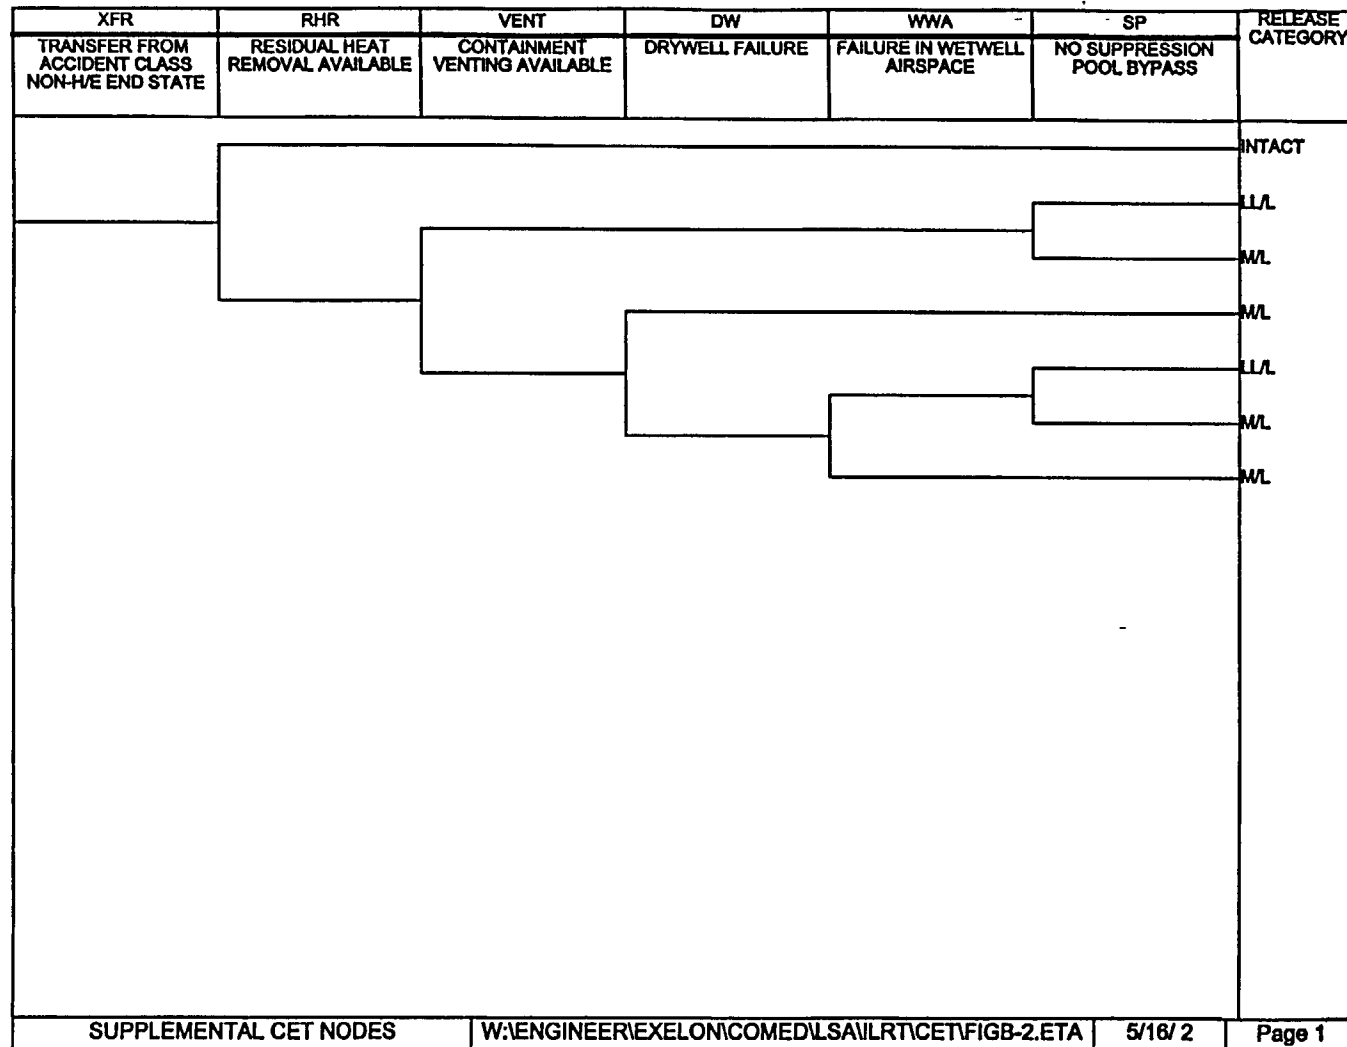 XFR RHR VENT DW WWA SP RELEASE CATEGORY
TRANSFER FROM ACCIDENT CLASS NON-H/E END STATE
RESIDUAL HEAT REMOVAL AVAILABLE
CONTAINMENT VENTING AVAILABLE
DRYWELL FAILURE
FAILURE IN WETWELL AIRSPACE
NO SUPPRESSION POOL BYPASS
INTACT
LL/L
M/L
M/L
LL/L
M/L
M/L
SUPPLEMENTAL CET NODES W:\ENGINEER\EXELON\COMED\LSA\ILRT\CET\FIGB-2.ETA 5/16/ 2 Page 1